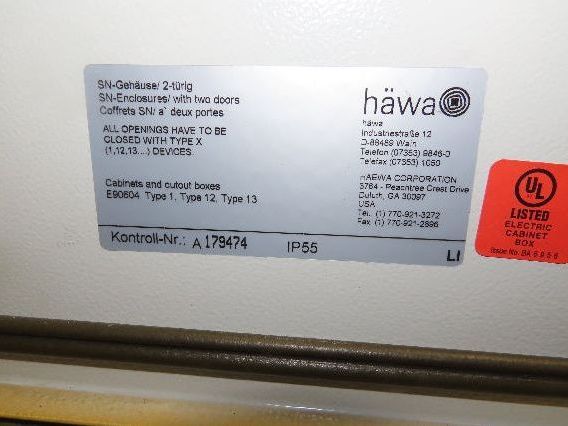 SN-Gehäuse/ 2-türig
SN-Enclosures/ with two doors
Coffrets SN/ a` deux portes
ALL OPENINGS HAVE TO BE
CLOSED WITH TYPE X
(1,12,13....) DEVICES.
Cabinets and cutout boxes
E90604 Type 1, Type 12, Type 13
Kontroll-Nr.: A 179474 IP55 LI
häwa
häwa
Industriestraße 12
D-88489 Wain
Telefon (07353) 9846-0
Telefax (07353) 1050
HAEWA CORPORATION
3764 - Peachtree Crest Drive
Duluth, GA 30097
USA
Tel. (1) 770-921-3272
Fax (1) 770-921-2896
UL
LISTED
ELECTRIC
CABINET
BOX
Issue No.